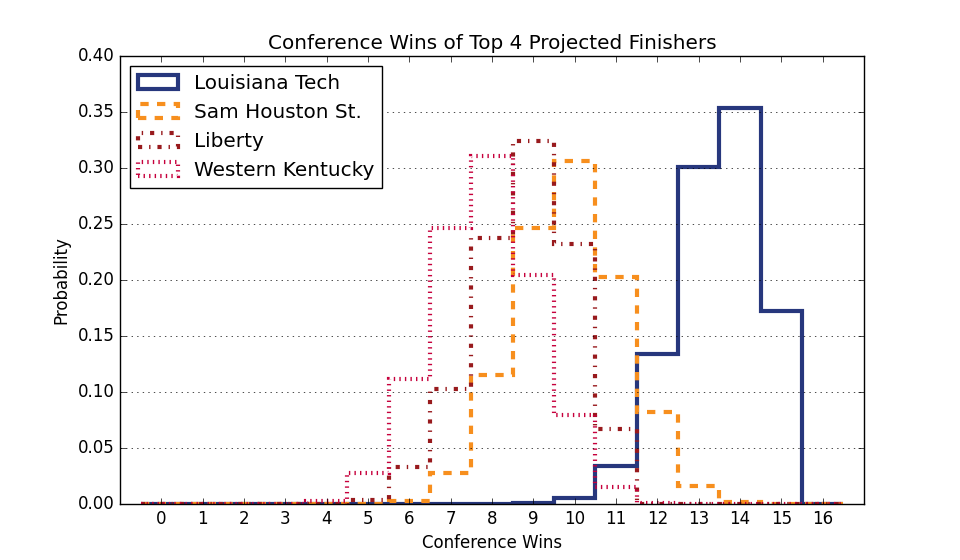 Conference Wins of Top 4 Projected Finishers
Louisiana Tech
Sam Houston St.
Liberty
Western Kentucky
Probability
0.40
0.35
0.30
0.25
0.20
0.15
0.10
0.05
0.00
0 1 2 3 4 5 6 7 8 9 10 11 12 13 14 15 16
Conference Wins